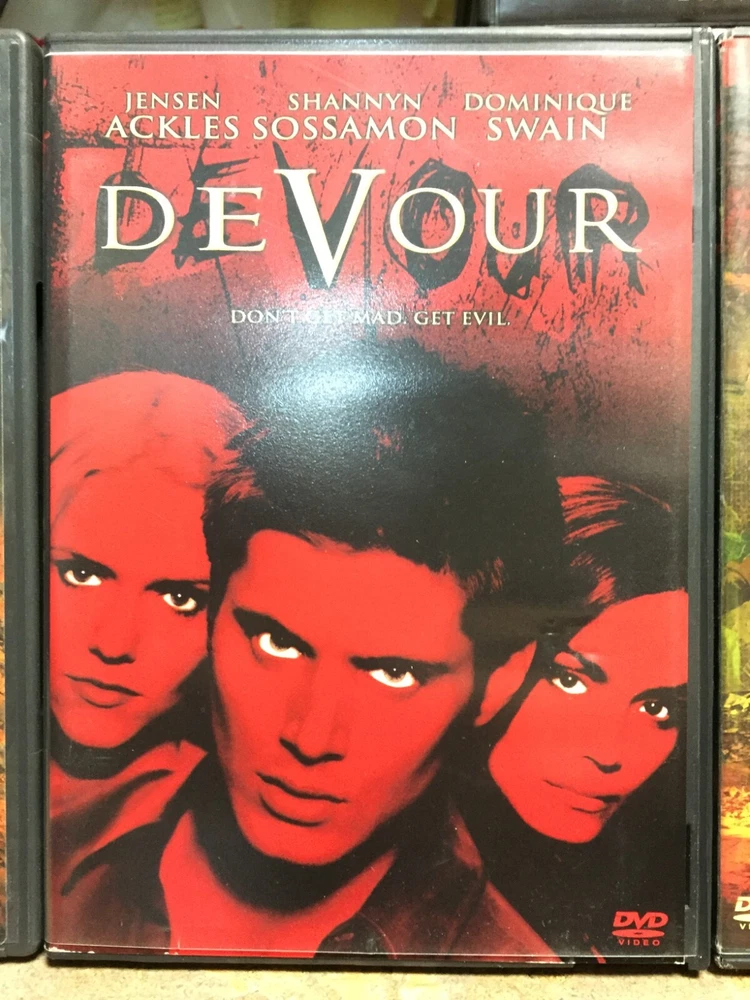 JENSEN SHANNYN DOMINIQUE
ACKLES SOSSAMON SWAIN
DEVOUR
DON'T GET MAD. GET EVIL.
DVD
VIDEO